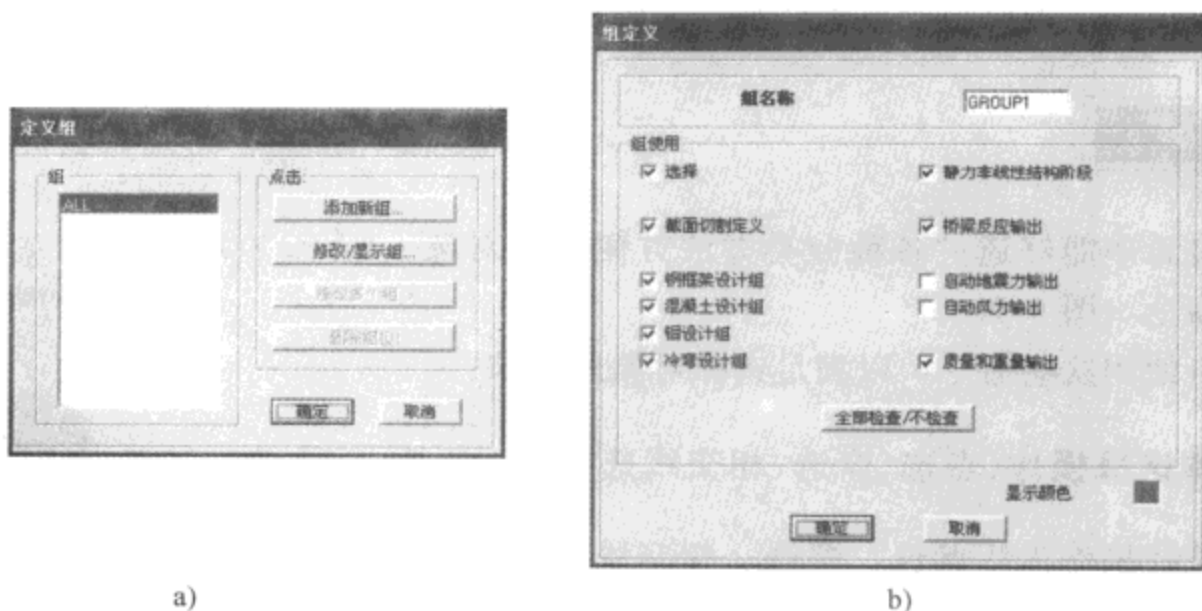 定义组
组
ALL
点击
添加新组...
修改/显示组...
确定
取消
a)
组定义
组名称
GROUP1
组使用
选择
静力非线性结构阶段
截面切割定义
桥梁反应输出
钢框架设计组
启动地震力输出
混凝土设计组
启动风力输出
铝设计组
冷弯设计组
质量和重量输出
全部检查/不检查
显示颜色
确定
取消
b)